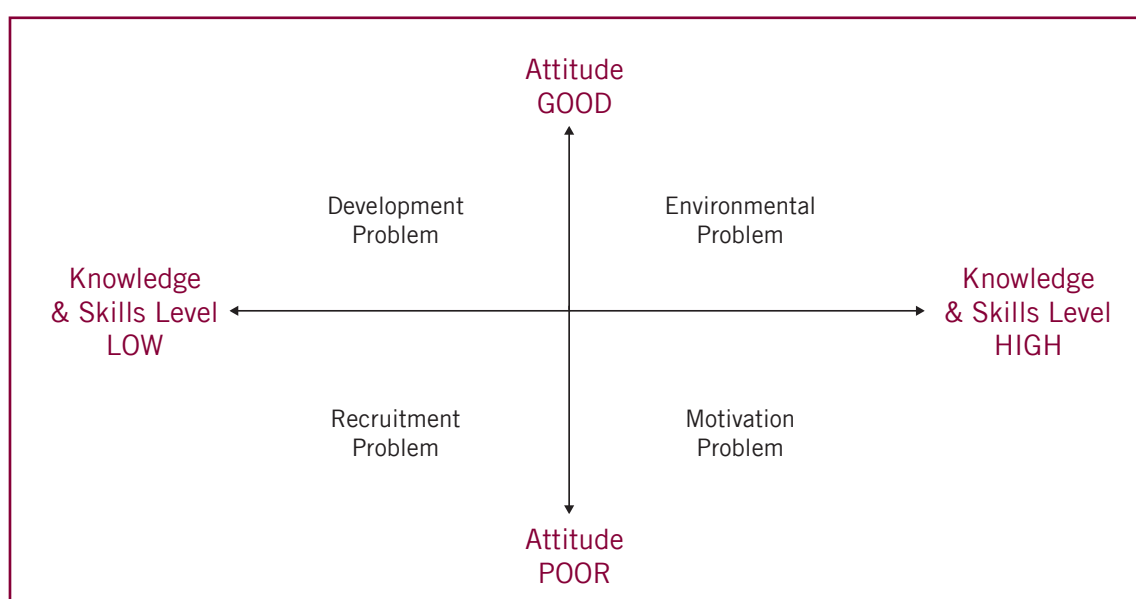 Attitude
GOOD
Development
Problem
Environmental
Problem
Knowledge
& Skills Level
LOW
Knowledge
& Skills Level
HIGH
Recruitment
Problem
Motivation
Problem
Attitude
POOR